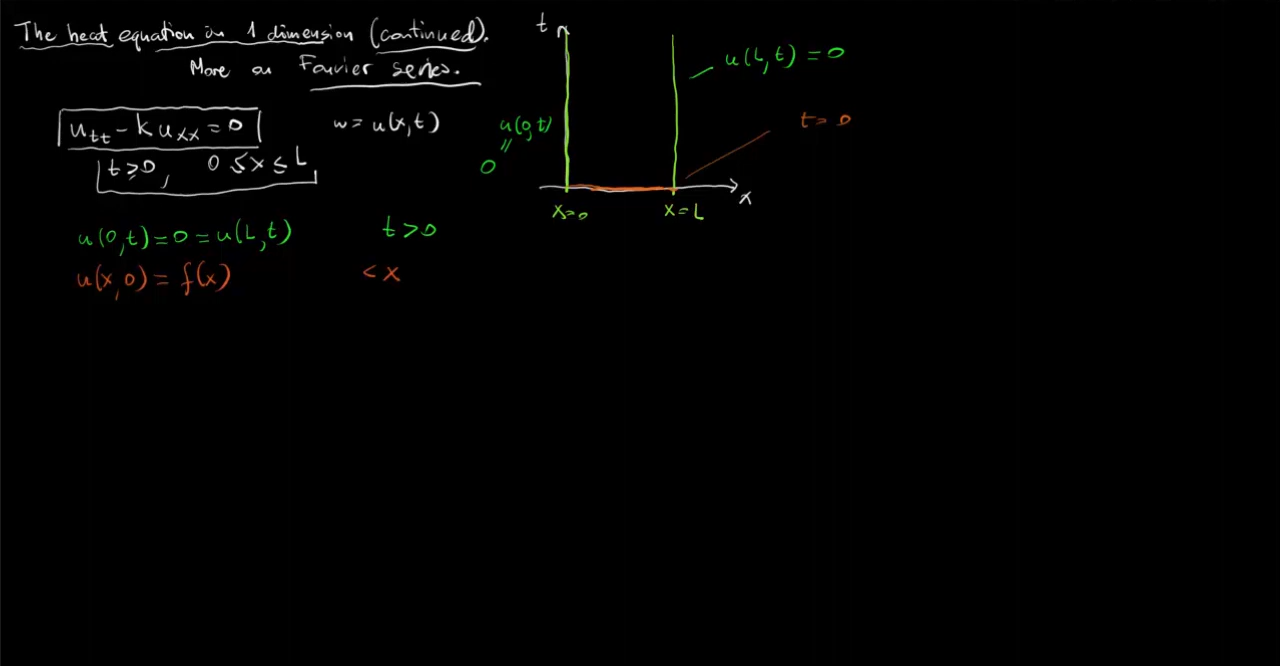 The heat equation in 1 dimension (continued).
More on Fourier series.
u_tt - k u_xx = 0
w = u(x,t)
t ≥ 0, 0 ≤ x ≤ L
u(0,t) = 0 = u(L,t) t > 0
u(x,0) = f(x) < x
t
u(L,t) = 0
u(0,t)
=
0
t = 0
x
x=0 x=L